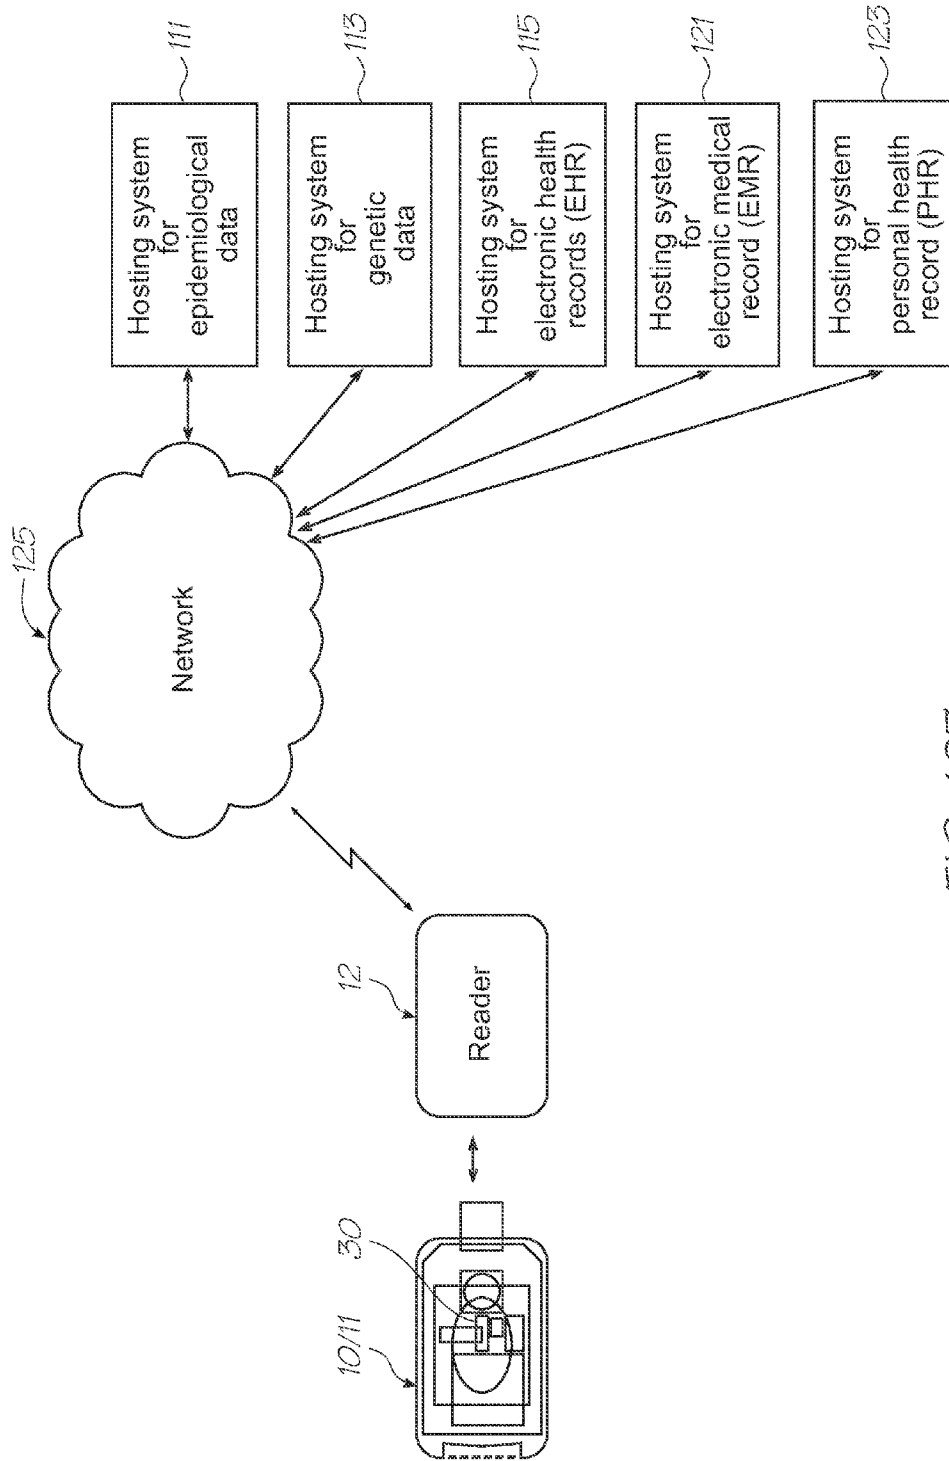 111
Hosting system
for
epidemiological
data
113
Hosting system
for
genetic
data
115
Hosting system
for
electronic health
records (EHR)
121
Hosting system
for
electronic medical
record (EMR)
123
Hosting system
for
personal health
record (PHR)
125
Network
12
Reader
30
10/11